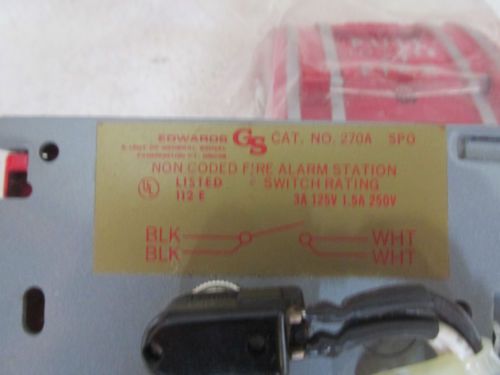 EDWARDS GS CAT. NO. 270A SPO
NON CODED FIRE ALARM STATION
UL LISTED SWITCH RATING
112 E 3A 125V 1.5A 250V
BLK WHT
BLK WHT